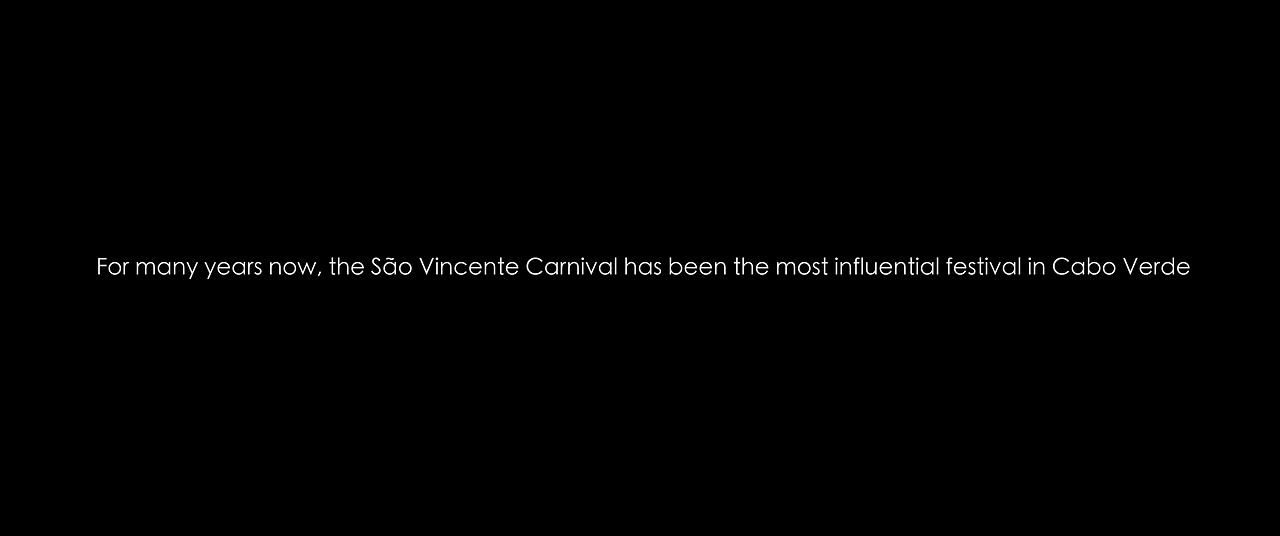 For many years now, the São Vincente Carnival has been the most influential festival in Cabo Verde